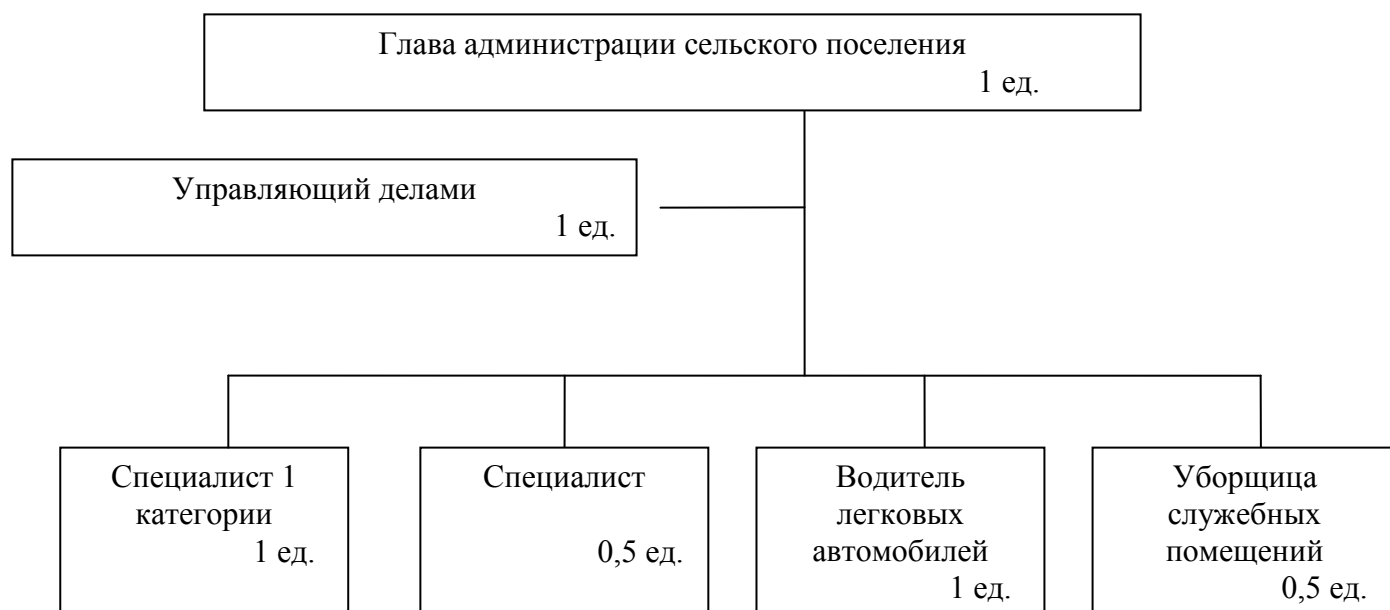 Глава администрации сельского поселения
1 ед.
Управляющий делами
1 ед.
Специалист 1
категории
1 ед.
Специалист
0,5 ед.
Водитель
легковых
автомобилей
1 ед.
Уборщица
служебных
помещений
0,5 ед.